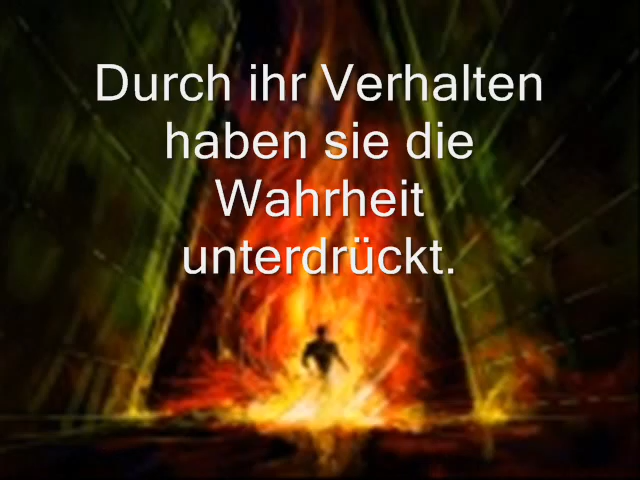 Durch ihr Verhalten
haben sie die
Wahrheit
unterdrückt.